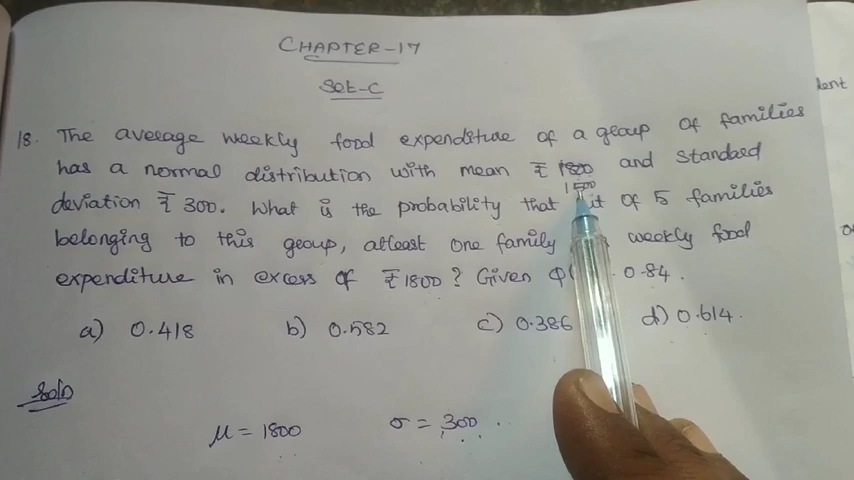 CHAPTER-17
Set-C
18. The average weekly food expenditure of a group of families
has a normal distribution with mean ₹ 1800 and standard
1500
deviation ₹ 300. What is the probability that it of 5 families
belonging to this group, atleast one family weekly food
expenditure in excess of ₹1800? Given φ( 0.84.
a) 0.418 b) 0.582 c) 0.386 d) 0.614.
Soln
μ = 1800 σ = 300